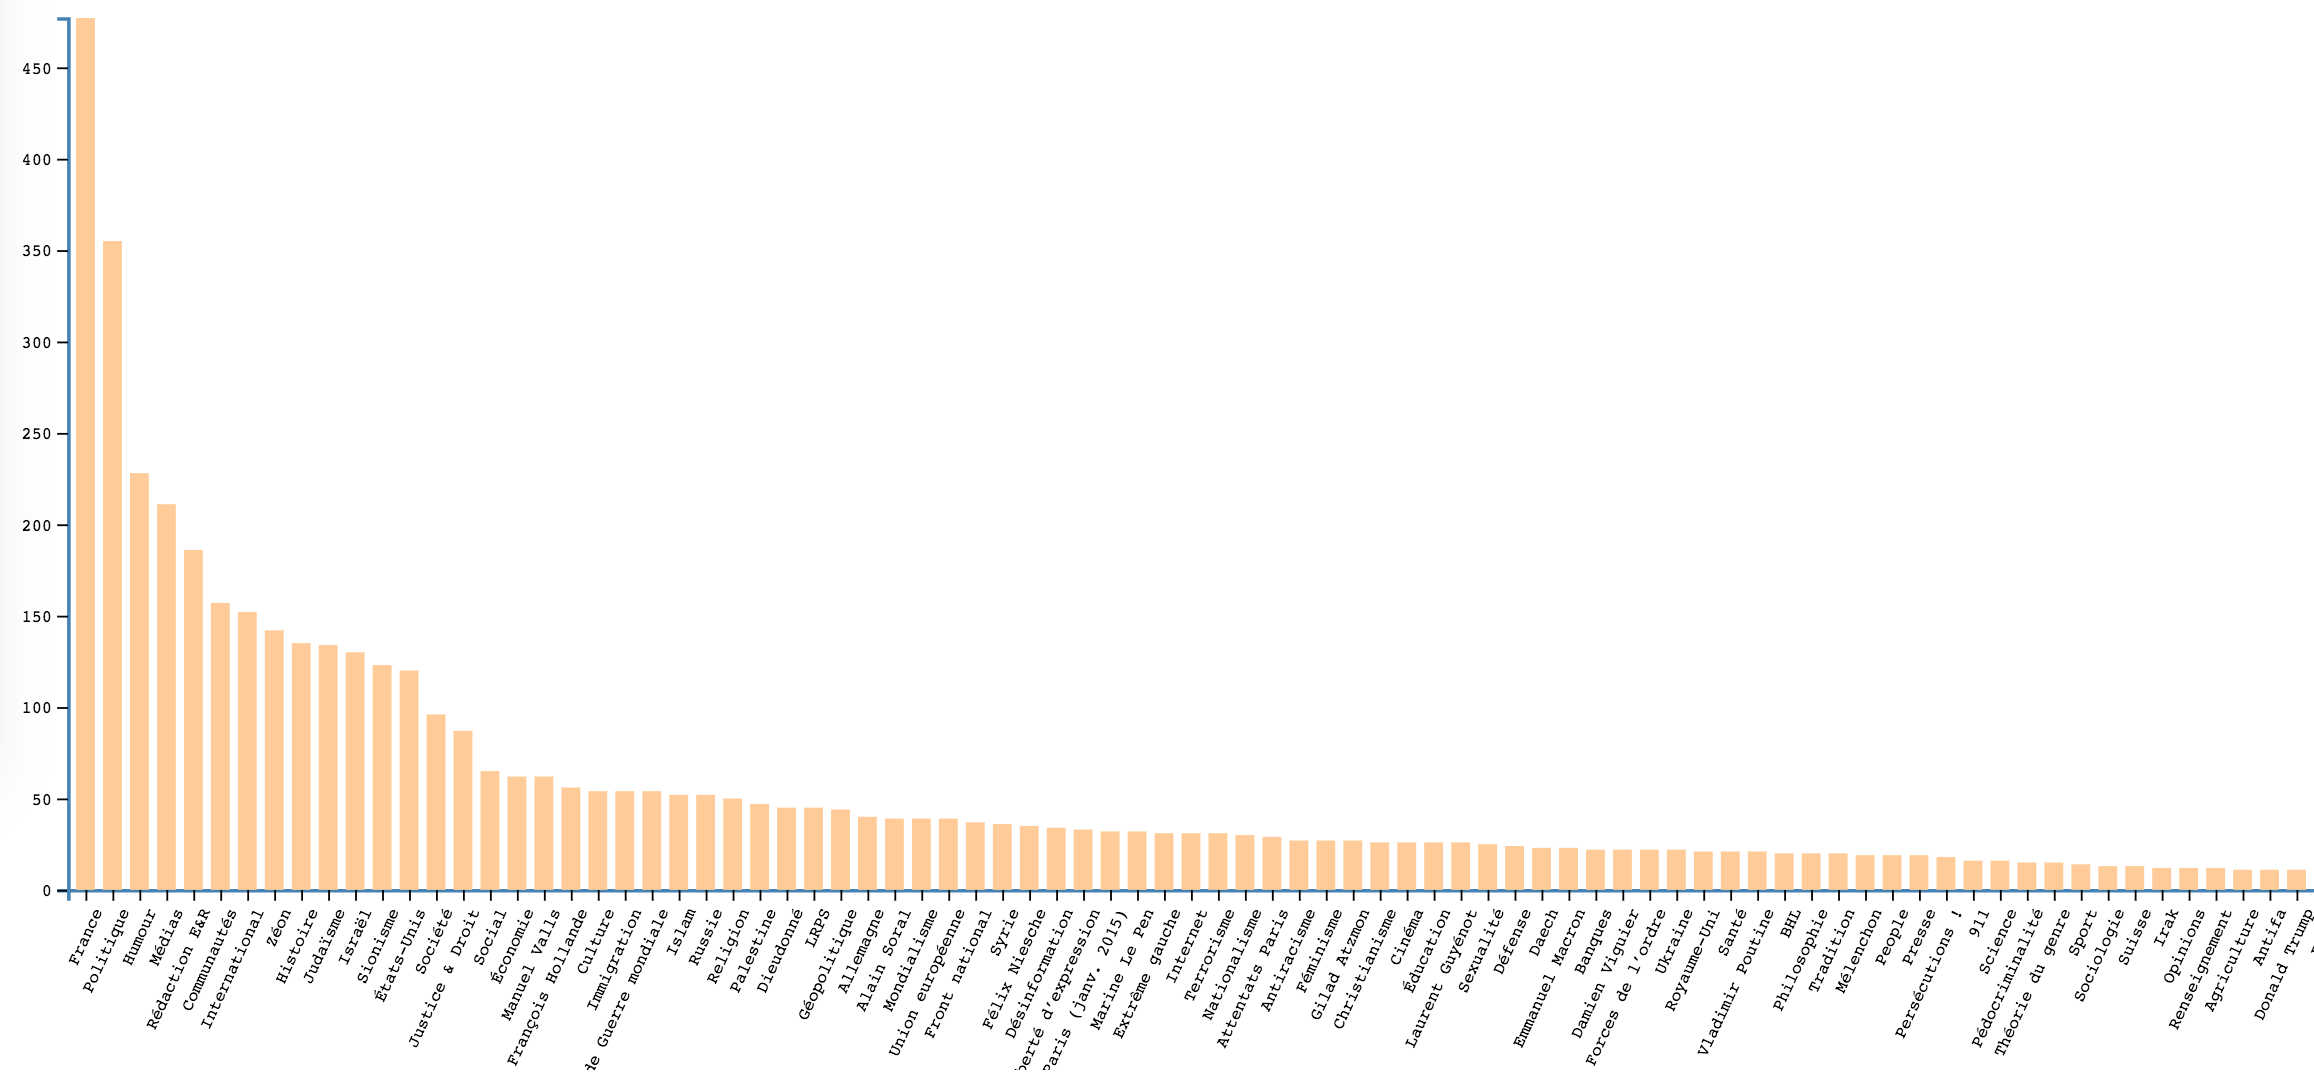 450
400
350
300
250
200
150
100
50
0
France
Politique
Humour
Médias
Rédaction E&R
Communautés
International
Zéon
Histoire
Judaïsme
Israël
Sionisme
États-Unis
Société
Justice & Droit
Social
Économie
Manuel Valls
François Hollande
Culture
Immigration
de Guerre mondiale
Islam
Russie
Religion
Palestine
Dieudonné
LRPS
Géopolitique
Allemagne
Alain Soral
Mondialisme
Union européenne
Front national
Syrie
Félix Niesche
Désinformation
berté d'expression
Paris (janv. 2015)
Marine Le Pen
Extrême gauche
Internet
Terrorisme
Nationalisme
Attentats Paris
Antiracisme
Féminisme
Gilad Atzmon
Christianisme
Cinéma
Éducation
Laurent Guyénot
Sexualité
Défense
Daech
Emmanuel Macron
Banques
Damien Viguier
Forces de l'ordre
Ukraine
Royaume-Uni
Santé
Vladimir Poutine
BHL
Philosophie
Tradition
Mélenchon
People
Presse
Persécutions !
911
Science
Pédocriminalité
Théorie du genre
Sport
Sociologie
Suisse
Irak
Opinions
Renseignement
Agriculture
Antifa
Donald Trump